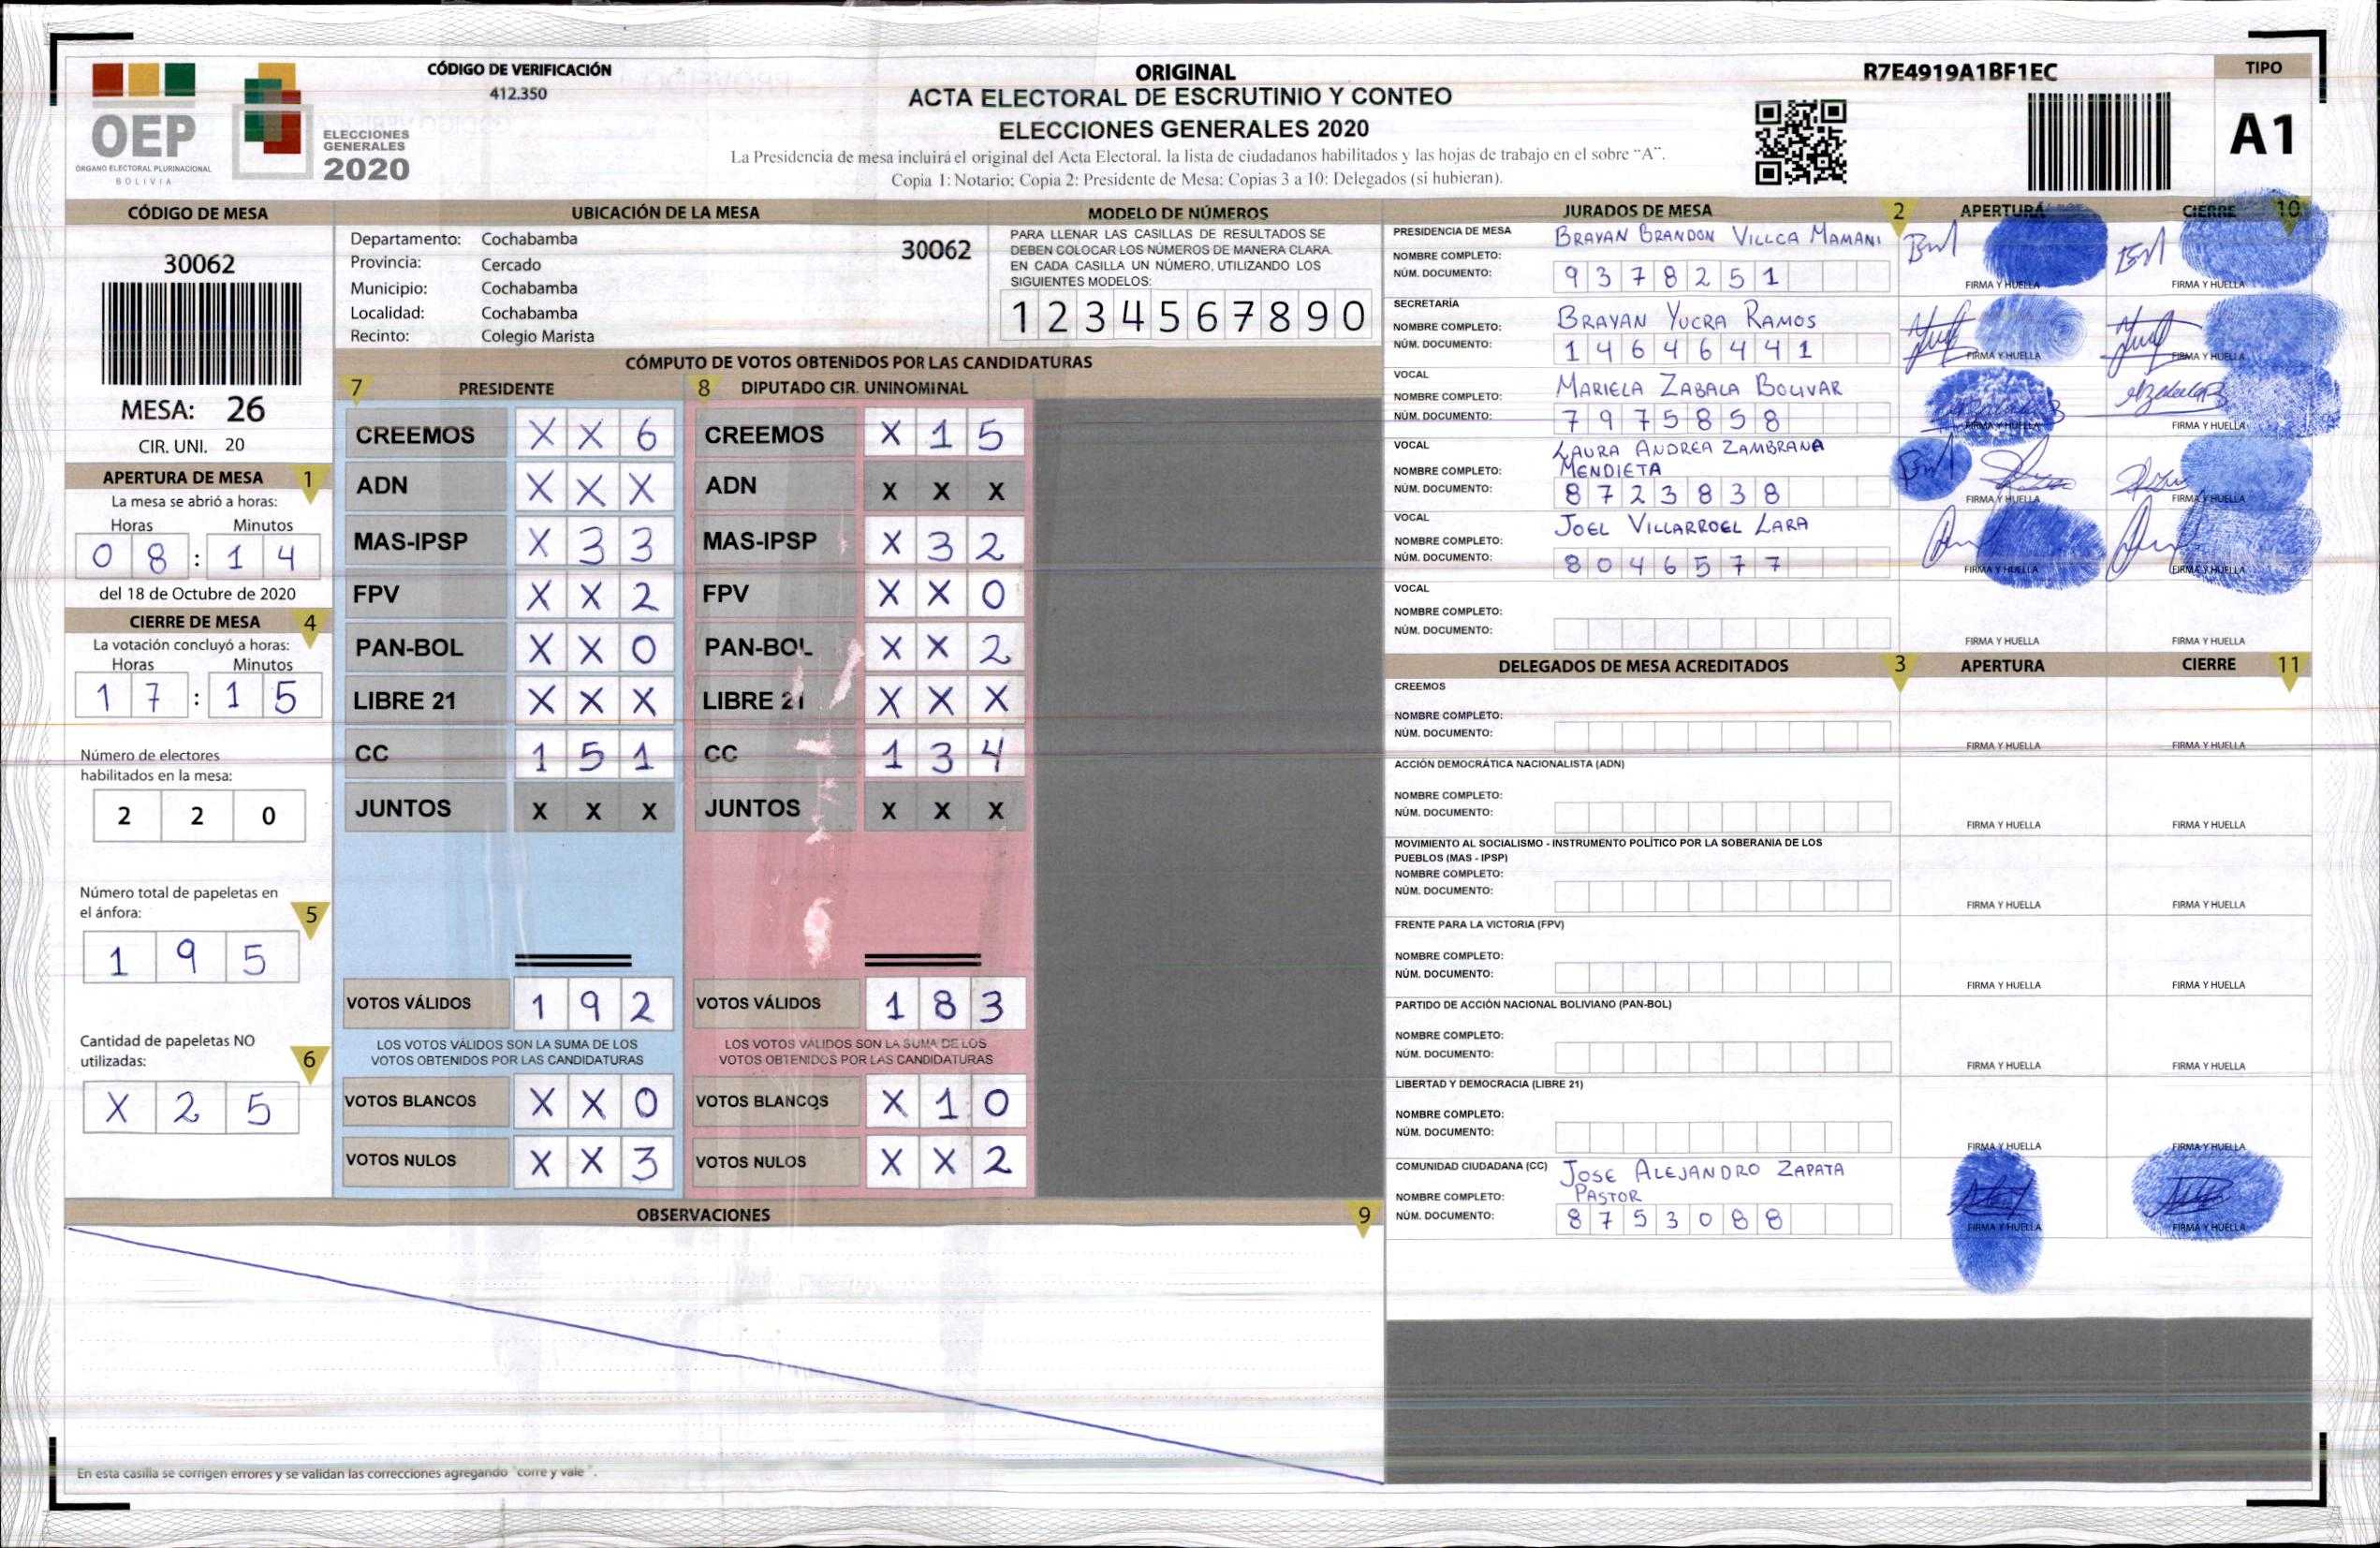 OEP
ÓRGANO ELECTORAL PLURINACIONAL
BOLIVIA
ELECCIONES
GENERALES
2020
CÓDIGO DE VERIFICACIÓN
412.350
ORIGINAL
ACTA ELECTORAL DE ESCRUTINIO Y CONTEO
ELECCIONES GENERALES 2020
La Presidencia de mesa incluirá el original del Acta Electoral, la lista de ciudadanos habilitados y las hojas de trabajo en el sobre "A".
Copia 1: Notario; Copia 2: Presidente de Mesa; Copias 3 a 10: Delegados (si hubieran).
R7E4919A1BF1EC
TIPO
A1
CÓDIGO DE MESA
30062
MESA: 26
CIR. UNI. 20
APERTURA DE MESA 1
La mesa se abrió a horas:
Horas Minutos
0 8 : 1 4
del 18 de Octubre de 2020
CIERRE DE MESA 4
La votación concluyó a horas:
Horas Minutos
1 7 : 1 5
Número de electores
habilitados en la mesa:
2 2 0
Número total de papeletas en
el ánfora: 5
1 9 5
Cantidad de papeletas NO
utilizadas: 6
X 2 5
UBICACIÓN DE LA MESA
Departamento: Cochabamba 30062
Provincia: Cercado
Municipio: Cochabamba
Localidad: Cochabamba
Recinto: Colegio Marista
MODELO DE NÚMEROS
PARA LLENAR LAS CASILLAS DE RESULTADOS SE
DEBEN COLOCAR LOS NÚMEROS DE MANERA CLARA.
EN CADA CASILLA UN NÚMERO, UTILIZANDO LOS
SIGUIENTES MODELOS:
1 2 3 4 5 6 7 8 9 0
CÓMPUTO DE VOTOS OBTENIDOS POR LAS CANDIDATURAS
7 PRESIDENTE
CREEMOS X X 6
ADN X X X
MAS-IPSP X 3 3
FPV X X 2
PAN-BOL X X 0
LIBRE 21 X X X
CC 1 5 1
JUNTOS X X X
VOTOS VÁLIDOS 1 9 2
LOS VOTOS VÁLIDOS SON LA SUMA DE LOS
VOTOS OBTENIDOS POR LAS CANDIDATURAS
VOTOS BLANCOS X X 0
VOTOS NULOS X X 3
8 DIPUTADO CIR. UNINOMINAL
CREEMOS X 1 5
ADN X X X
MAS-IPSP X 3 2
FPV X X 0
PAN-BOL X X 2
LIBRE 21 X X X
CC 1 3 4
JUNTOS X X X
VOTOS VÁLIDOS 1 8 3
LOS VOTOS VÁLIDOS SON LA SUMA DE LOS
VOTOS OBTENIDOS POR LAS CANDIDATURAS
VOTOS BLANCOS X 1 0
VOTOS NULOS X X 2
OBSERVACIONES 9
En esta casilla se corrigen errores y se validan las correcciones agregando "corre y vale".
JURADOS DE MESA 2 APERTURA CIERRE 10
PRESIDENCIA DE MESA BRAYAN BRANDON VILLCA MAMANI
NOMBRE COMPLETO:
NÚM. DOCUMENTO: 9 3 7 8 2 5 1
FIRMA Y HUELLA FIRMA Y HUELLA
SECRETARÍA
NOMBRE COMPLETO: BRAYAN YUCRA RAMOS
NÚM. DOCUMENTO: 1 4 6 4 6 4 4 1
FIRMA Y HUELLA FIRMA Y HUELLA
VOCAL
NOMBRE COMPLETO: MARIELA ZABALA BOLIVAR
NÚM. DOCUMENTO: 7 9 7 5 8 5 8
FIRMA Y HUELLA FIRMA Y HUELLA
VOCAL LAURA ANDREA ZAMBRANA
NOMBRE COMPLETO: MENDIETA
NÚM. DOCUMENTO: 8 7 2 3 8 3 8
FIRMA Y HUELLA FIRMA Y HUELLA
VOCAL JOEL VILLARROEL LARA
NOMBRE COMPLETO:
NÚM. DOCUMENTO: 8 0 4 6 5 7 7
FIRMA Y HUELLA FIRMA Y HUELLA
VOCAL
NOMBRE COMPLETO:
NÚM. DOCUMENTO:
FIRMA Y HUELLA FIRMA Y HUELLA
DELEGADOS DE MESA ACREDITADOS 3 APERTURA CIERRE 11
CREEMOS
NOMBRE COMPLETO:
NÚM. DOCUMENTO:
FIRMA Y HUELLA FIRMA Y HUELLA
ACCIÓN DEMOCRÁTICA NACIONALISTA (ADN)
NOMBRE COMPLETO:
NÚM. DOCUMENTO:
FIRMA Y HUELLA FIRMA Y HUELLA
MOVIMIENTO AL SOCIALISMO - INSTRUMENTO POLÍTICO POR LA SOBERANIA DE LOS
PUEBLOS (MAS - IPSP)
NOMBRE COMPLETO:
NÚM. DOCUMENTO:
FIRMA Y HUELLA FIRMA Y HUELLA
FRENTE PARA LA VICTORIA (FPV)
NOMBRE COMPLETO:
NÚM. DOCUMENTO:
FIRMA Y HUELLA FIRMA Y HUELLA
PARTIDO DE ACCIÓN NACIONAL BOLIVIANO (PAN-BOL)
NOMBRE COMPLETO:
NÚM. DOCUMENTO:
FIRMA Y HUELLA FIRMA Y HUELLA
LIBERTAD Y DEMOCRACIA (LIBRE 21)
NOMBRE COMPLETO:
NÚM. DOCUMENTO:
FIRMA Y HUELLA FIRMA Y HUELLA
COMUNIDAD CIUDADANA (CC) JOSE ALEJANDRO ZAPATA
NOMBRE COMPLETO: PASTOR
NÚM. DOCUMENTO: 8 7 5 3 0 8 8
FIRMA Y HUELLA FIRMA Y HUELLA